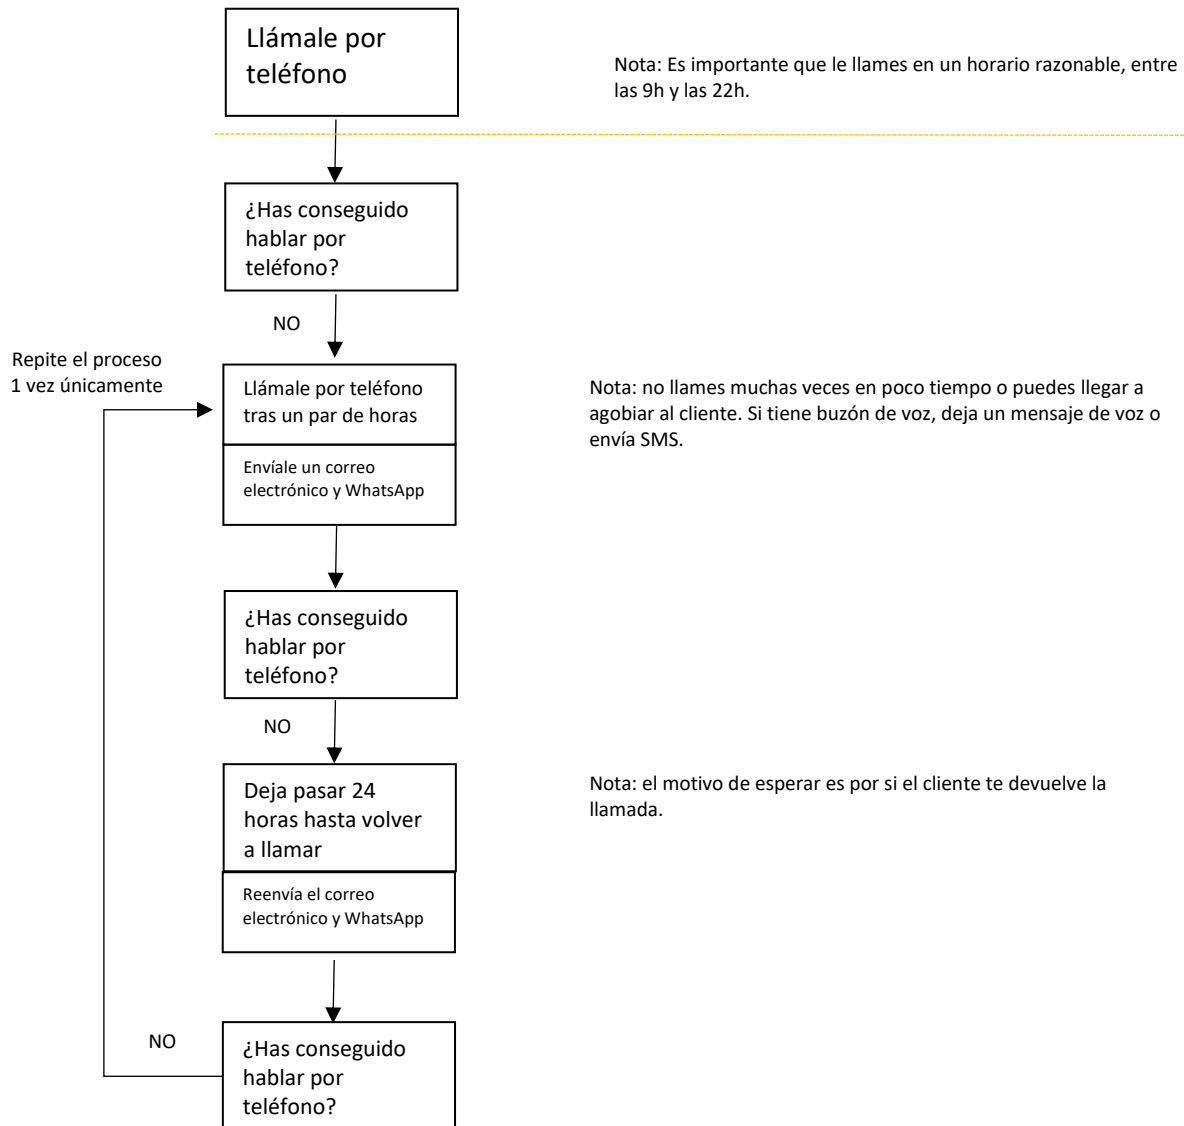 Llámale por
teléfono
Nota: Es importante que le llames en un horario razonable, entre
las 9h y las 22h.
¿Has conseguido
hablar por
teléfono?
NO
Repite el proceso
1 vez únicamente
Llámale por teléfono
tras un par de horas
Nota: no llames muchas veces en poco tiempo o puedes llegar a
agobiar al cliente. Si tiene buzón de voz, deja un mensaje de voz o
envía SMS.
Envíale un correo
electrónico y WhatsApp
¿Has conseguido
hablar por
teléfono?
NO
Deja pasar 24
horas hasta volver
a llamar
Nota: el motivo de esperar es por si el cliente te devuelve la
llamada.
Reenvía el correo
electrónico y WhatsApp
NO
¿Has conseguido
hablar por
teléfono?